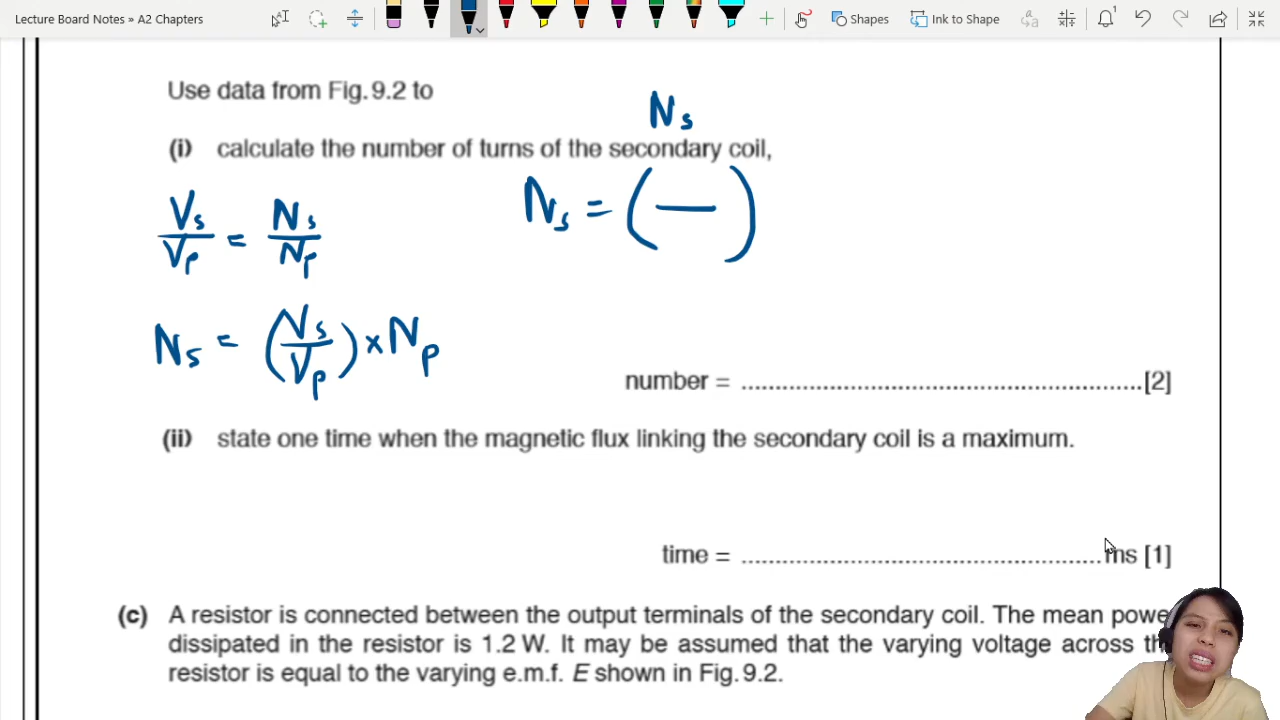 Lecture Board Notes » A2 Chapters
Shapes
Ink to Shape
Use data from Fig. 9.2 to
Ns
(i) calculate the number of turns of the secondary coil,
Vs/Vp = Ns/Np
Ns = ( — )
Ns = (Ns/Vp) × Np
number = ............................................................[2]
(ii) state one time when the magnetic flux linking the secondary coil is a maximum.
time = ......................................................ms [1]
(c) A resistor is connected between the output terminals of the secondary coil. The mean powe
dissipated in the resistor is 1.2 W. It may be assumed that the varying voltage across th
resistor is equal to the varying e.m.f. E shown in Fig. 9.2.